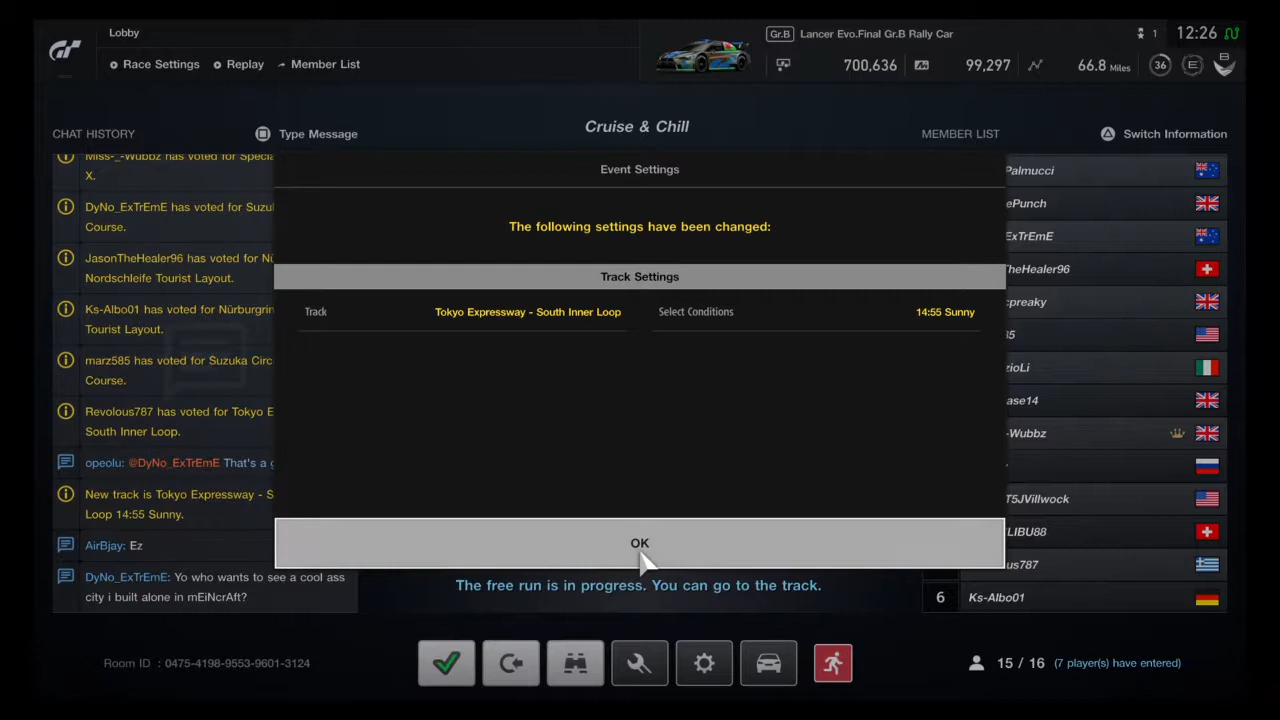 Lobby
Gr.B Lancer Evo.Final Gr.B Rally Car
1 12:26
Race Settings Replay Member List
700,636 99,297 66.8 Miles 36 E B
CHAT HISTORY Type Message
Cruise & Chill
MEMBER LIST Switch Information
Miss-_-Wubbz has voted for Specia
X.
DyNo_ExTrEmE has voted for Suzu
Course.
JasonTheHealer96 has voted for Nü
Nordschleife Tourist Layout.
Ks-Albo01 has voted for Nürburgrin
Tourist Layout.
marz585 has voted for Suzuka Circ
Course.
Revolous787 has voted for Tokyo E
South Inner Loop.
opeolu: @DyNo_ExTrEmE That's a g
New track is Tokyo Expressway - S
Loop 14:55 Sunny.
AirBjay: Ez
DyNo_ExTrEmE: Yo who wants to see a cool ass
city i built alone in mEiNcrAft?
Event Settings
The following settings have been changed:
Track Settings
Track Tokyo Expressway - South Inner Loop Select Conditions 14:55 Sunny
OK
The free run is in progress. You can go to the track.
Palmucci
ePunch
ExTrEmE
heHealer96
preaky
5
zioLi
ase14
-Wubbz
T5JVillwock
LIBU88
us787
6 Ks-Albo01
Room ID : 0475-4198-9553-9601-3124
15 / 16 (7 player(s) have entered)